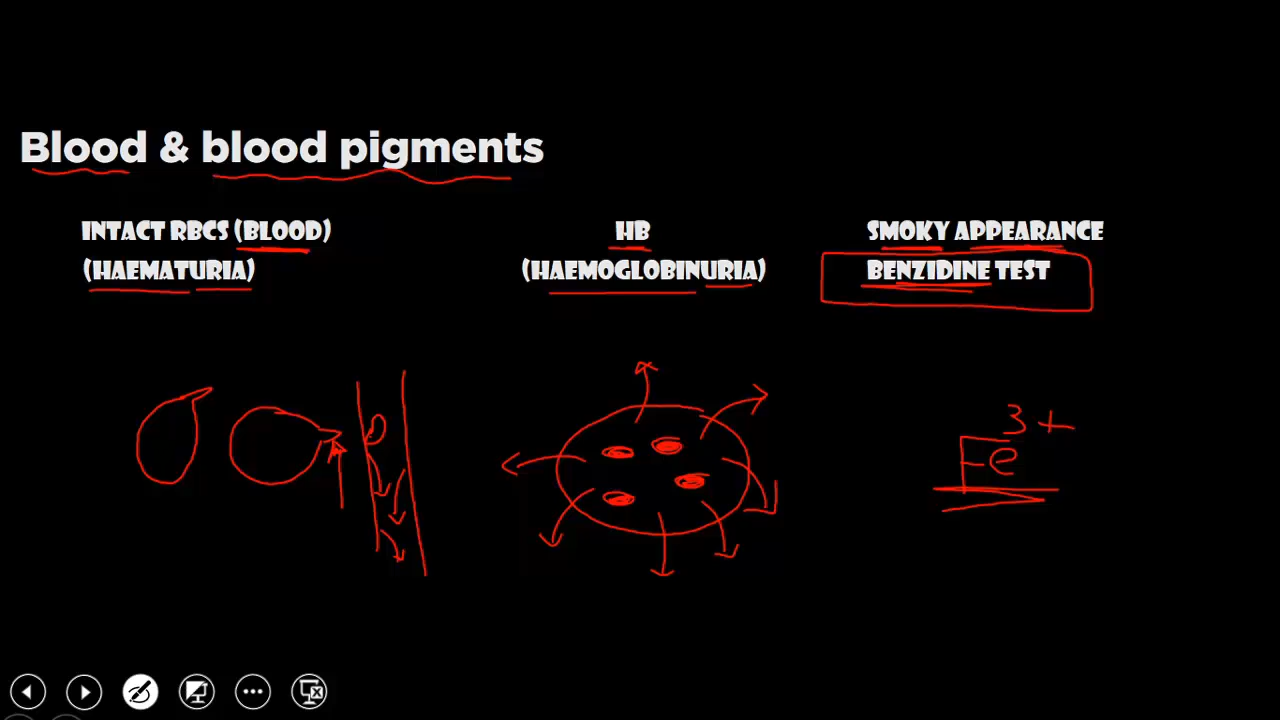 Blood & blood pigments
INTACT RBCS (BLOOD)
(HAEMATURIA)
HB
(HAEMOGLOBINURIA)
SMOKY APPEARANCE
BENZIDINE TEST
Fe3+